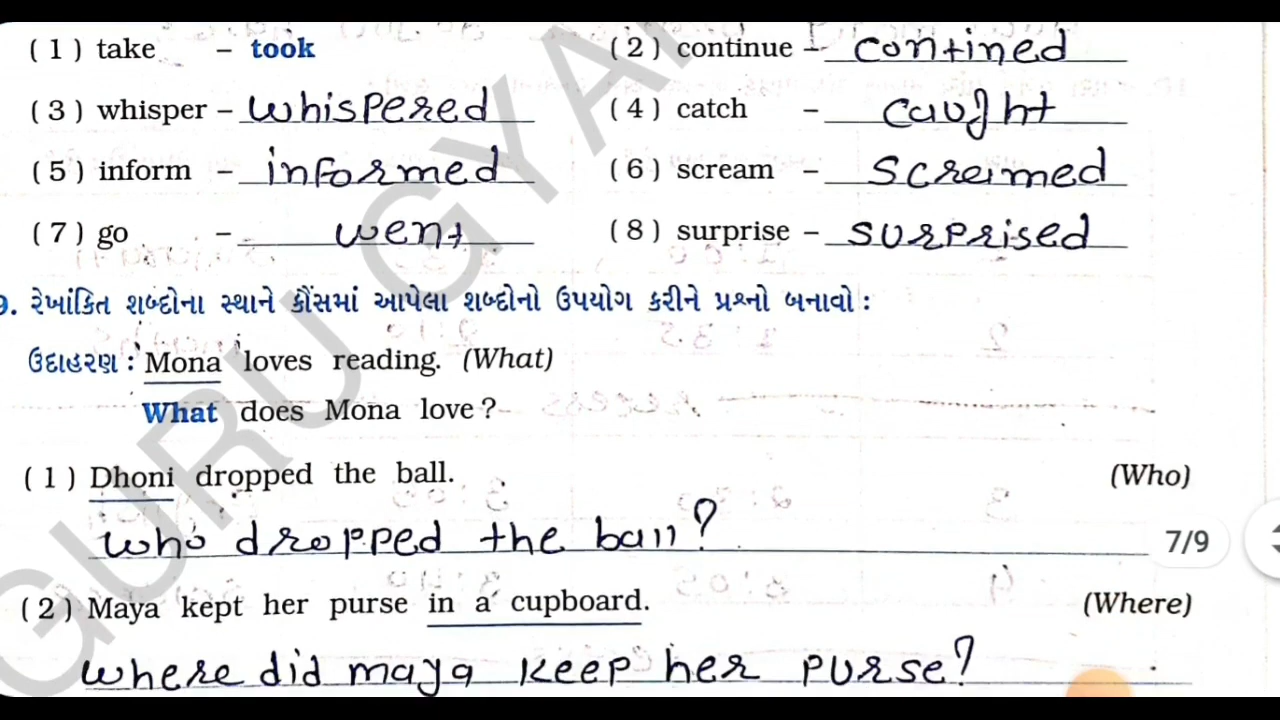 ( 1 ) take - took ( 2 ) continue - contined
( 3 ) whisper - whispered ( 4 ) catch - caught
( 5 ) inform - informed ( 6 ) scream - screimed
( 7 ) go - went ( 8 ) surprise - surprised
9. રેખાંકિત શબ્દોના સ્થાને કૌંસમાં આપેલા શબ્દોનો ઉપયોગ કરીને પ્રશ્નો બનાવો :
ઉદાહરણ : Mona loves reading. (What)
What does Mona love?
( 1 ) Dhoni dropped the ball. (Who)
who dropped the ball?
7/9
( 2 ) Maya kept her purse in a cupboard. (Where)
where did maya keep her purse?
GURU GYAN